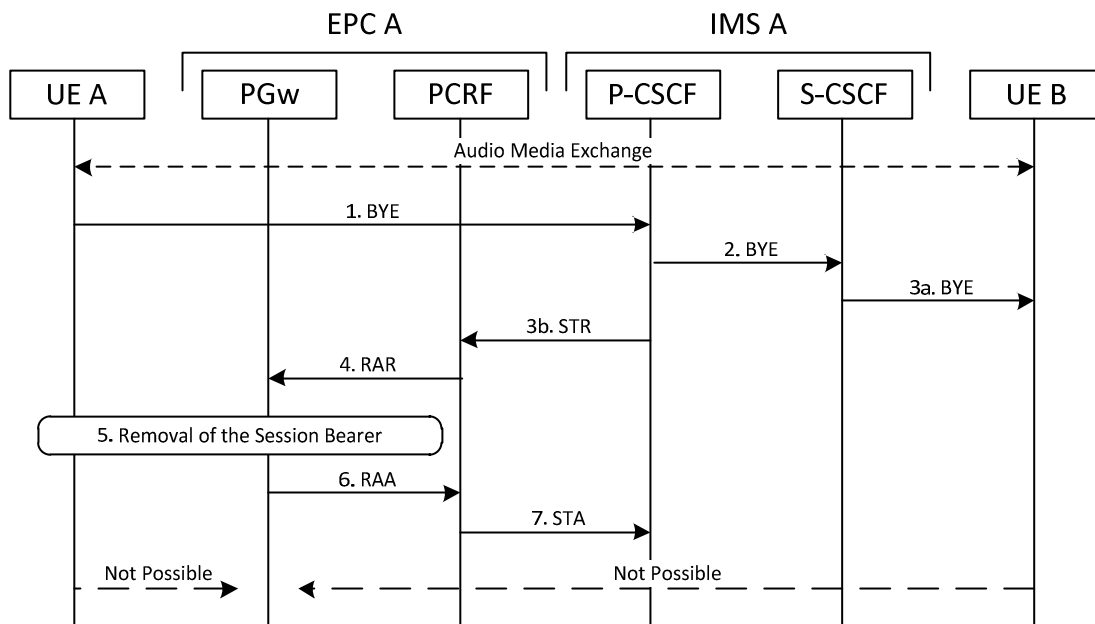 EPC A
IMS A
UE A
PGw
PCRF
P-CSCF
S-CSCF
UE B
Audio Media Exchange
1. BYE
2. BYE
3a. BYE
3b. STR
4. RAR
5. Removal of the Session Bearer
6. RAA
7. STA
Not Possible
Not Possible